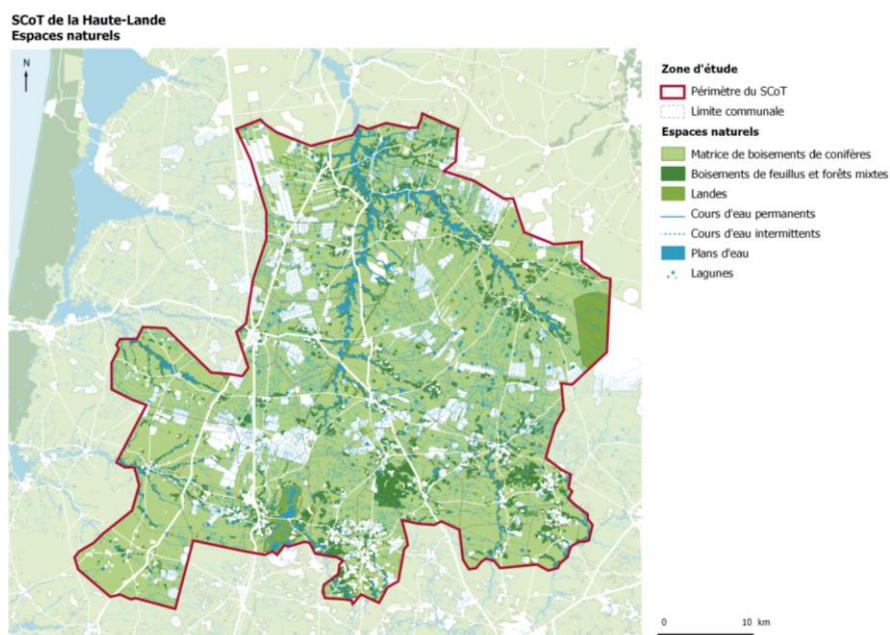 SCoT de la Haute-Lande
Espaces naturels
N
Zone d'étude
Périmètre du SCoT
Limite communale
Espaces naturels
Matrice de boisements de conifères
Boisements de feuillus et forêts mixtes
Landes
Cours d'eau permanents
Cours d'eau intermittents
Plans d'eau
Lagunes
0 10 km